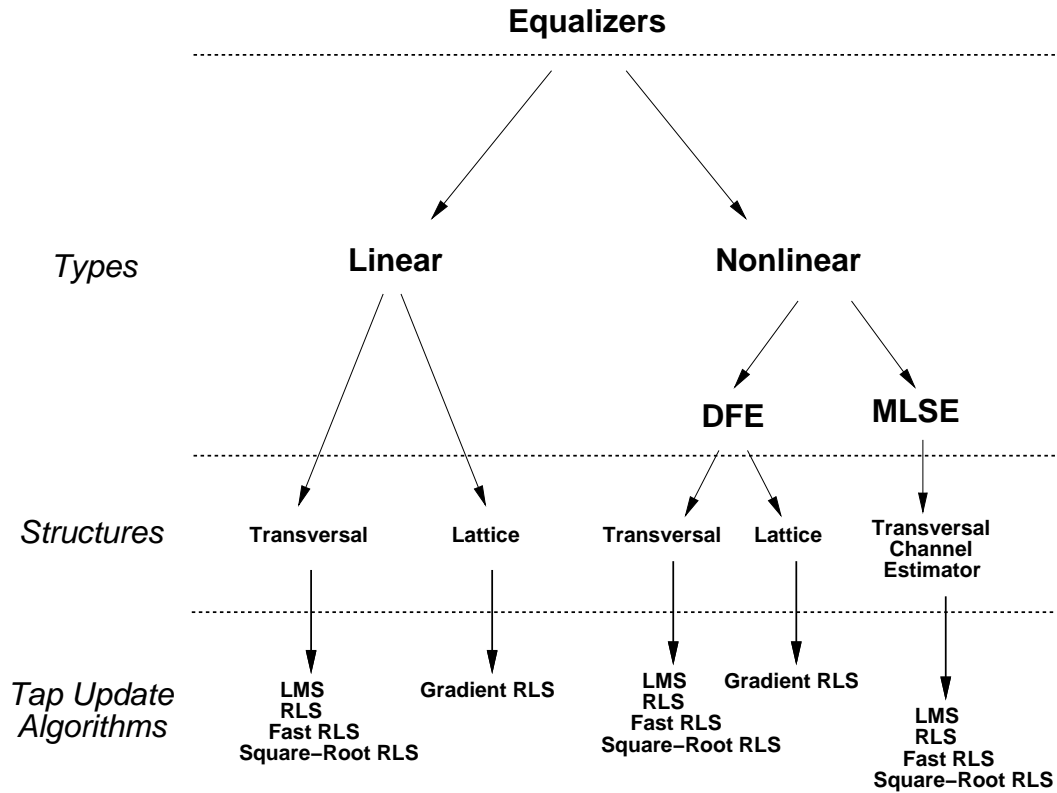 Equalizers
Types
Linear
Nonlinear
DFE
MLSE
Structures
Transversal
Lattice
Transversal
Lattice
Transversal
Channel
Estimator
Tap Update
Algorithms
LMS
RLS
Fast RLS
Square−Root RLS
Gradient RLS
LMS
RLS
Fast RLS
Square−Root RLS
Gradient RLS
LMS
RLS
Fast RLS
Square−Root RLS